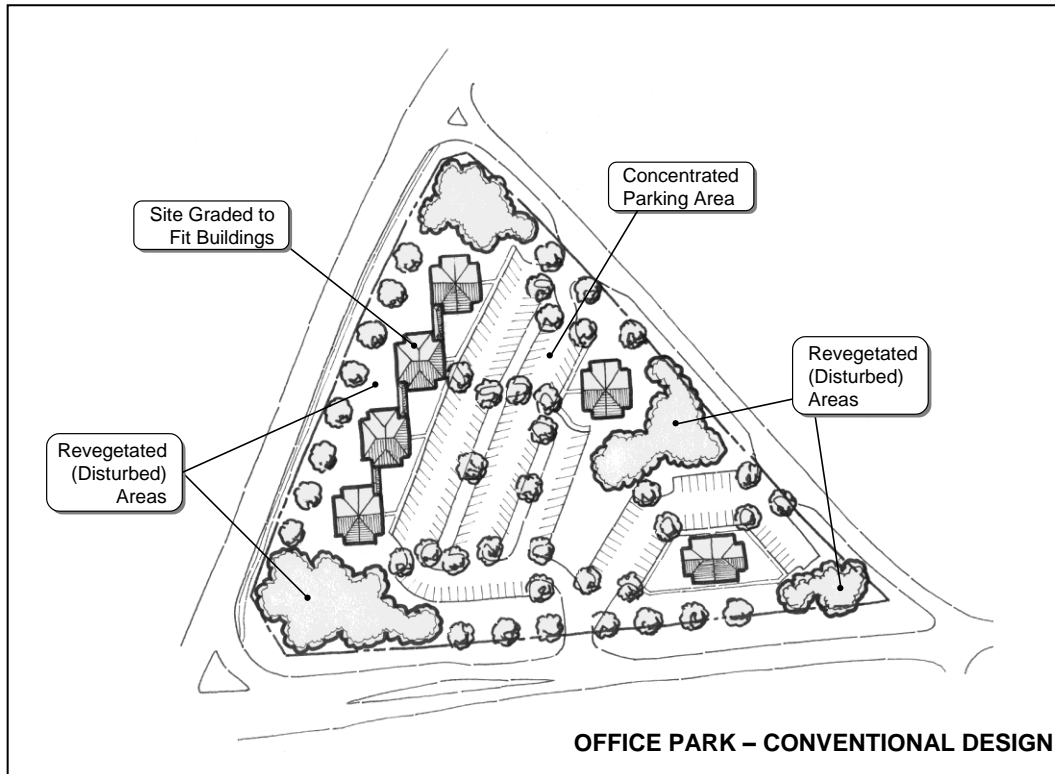 Concentrated
Parking Area
Site Graded to
Fit Buildings
Revegetated
(Disturbed)
Areas
Revegetated
(Disturbed)
Areas
OFFICE PARK – CONVENTIONAL DESIGN